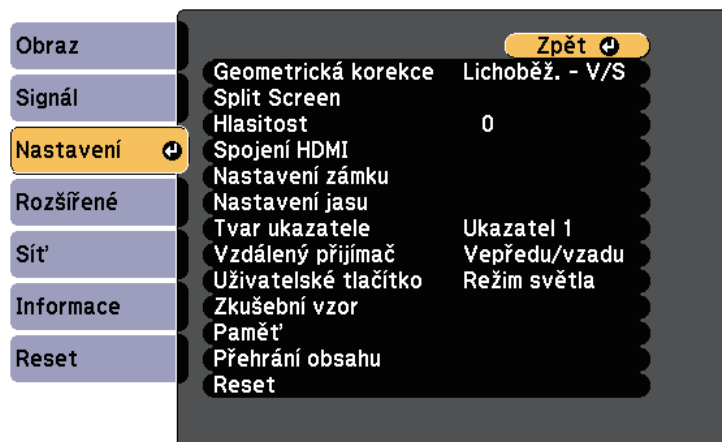 Obraz
Signál
Nastavení
Rozšířené
Síť
Informace
Reset
Zpět
Geometrická korekce Lichoběž. - V/S
Split Screen
Hlasitost 0
Spojení HDMI
Nastavení zámku
Nastavení jasu
Tvar ukazatele Ukazatel 1
Vzdálený přijímač Vepředu/vzadu
Uživatelské tlačítko Režim světla
Zkušební vzor
Paměť
Přehrání obsahu
Reset